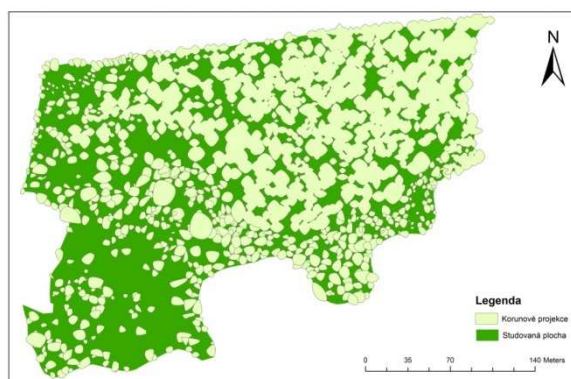 N
Legenda
Korunové projekce
Studovaná plocha
0 35 70 140 Meters